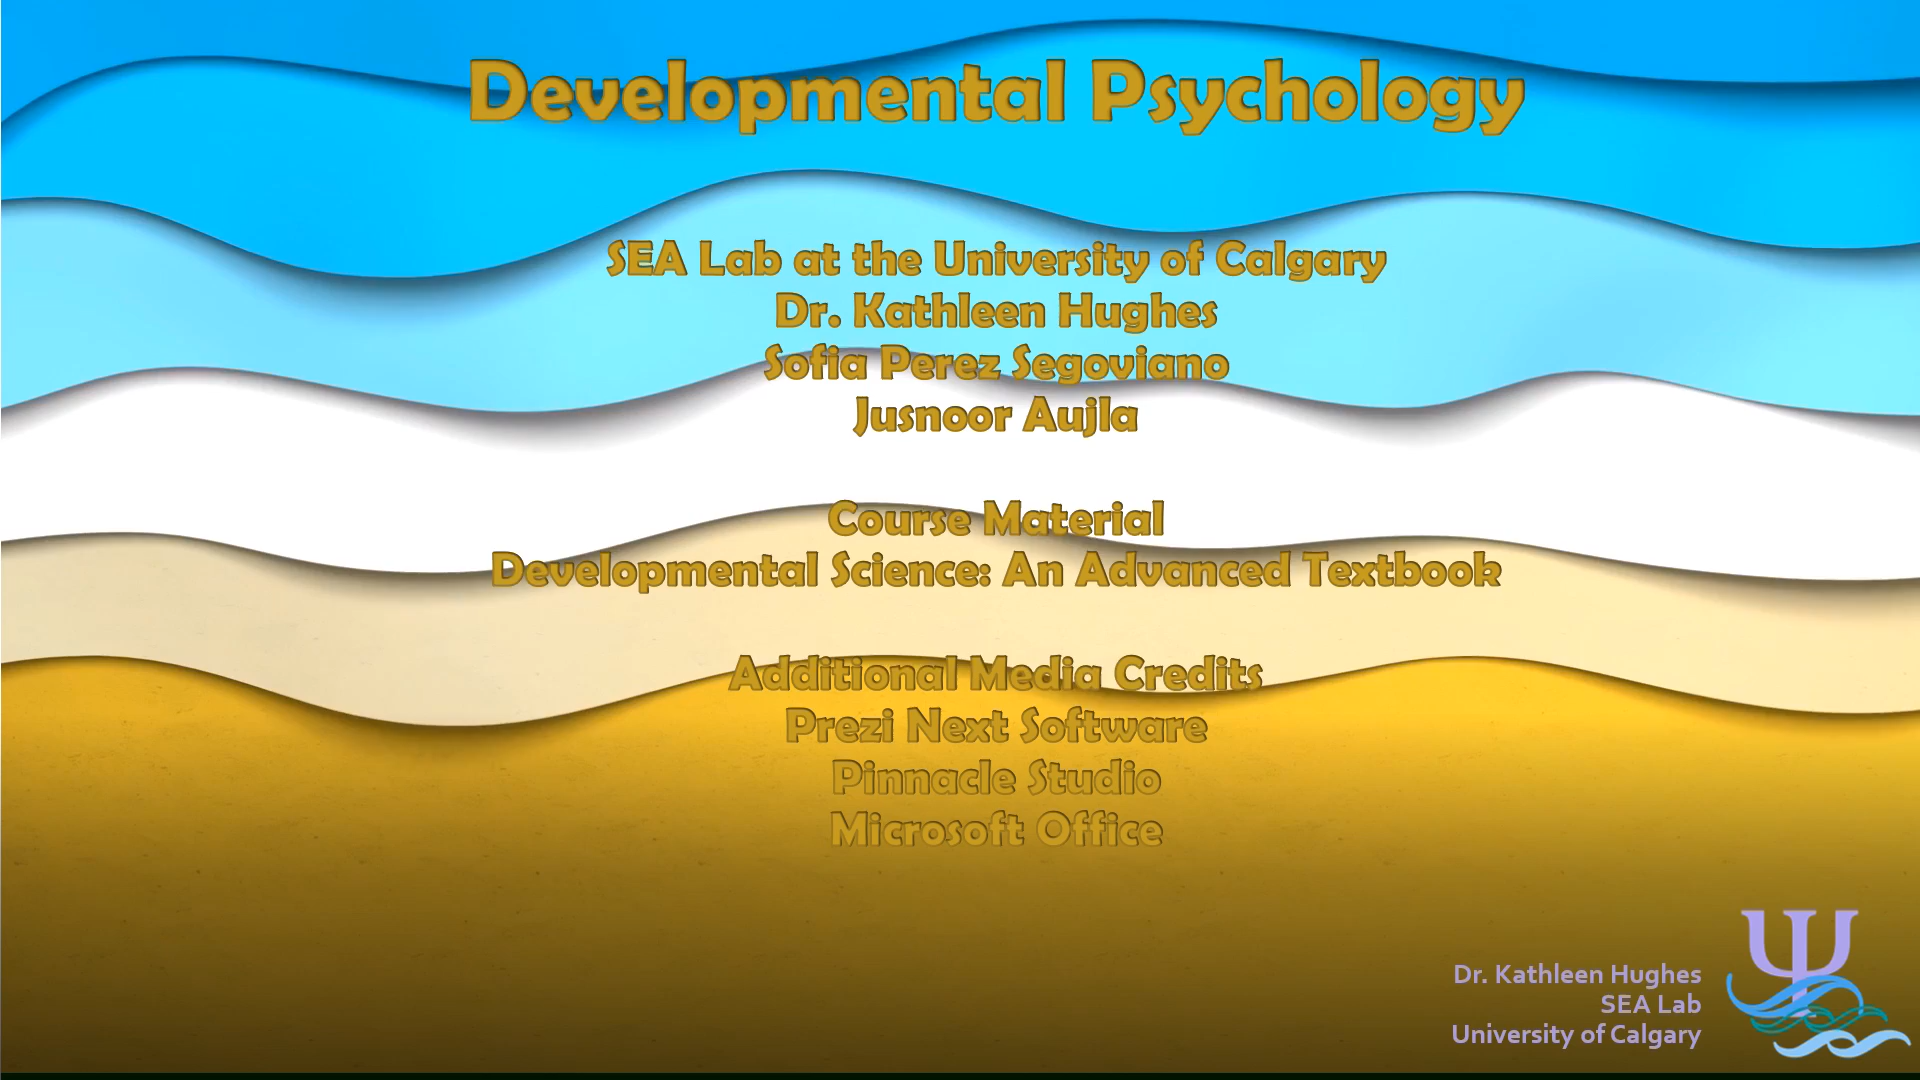 Developmental Psychology
SEA Lab at the University of Calgary
Dr. Kathleen Hughes
Sofia Perez Segoviano
Jusnoor Aujla
Course Material
Developmental Science: An Advanced Textbook
Additional Media Credits
Prezi Next Software
Pinnacle Studio
Microsoft Office
Dr. Kathleen Hughes
SEA Lab
University of Calgary